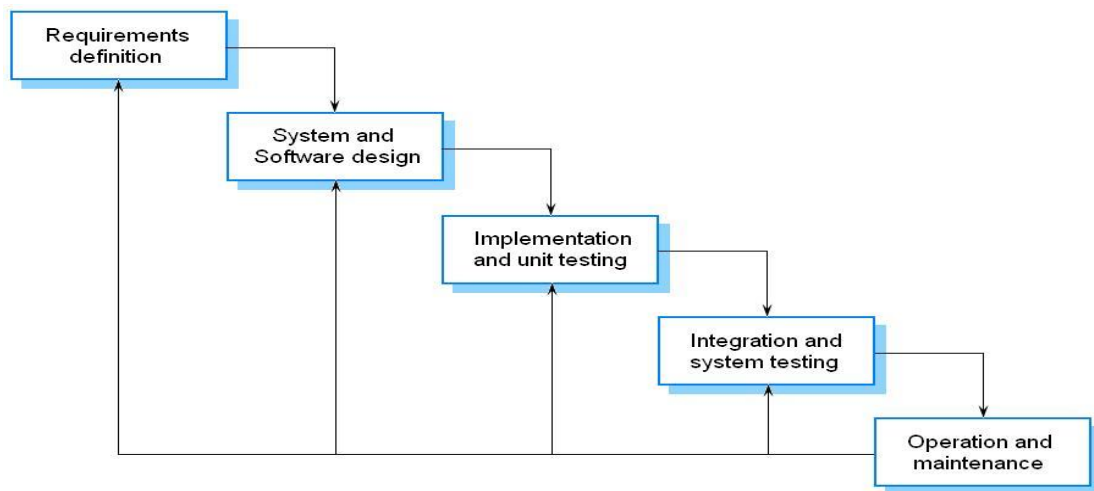 Requirements
definition
System and
Software design
Implementation
and unit testing
Integration and
system testing
Operation and
maintenance